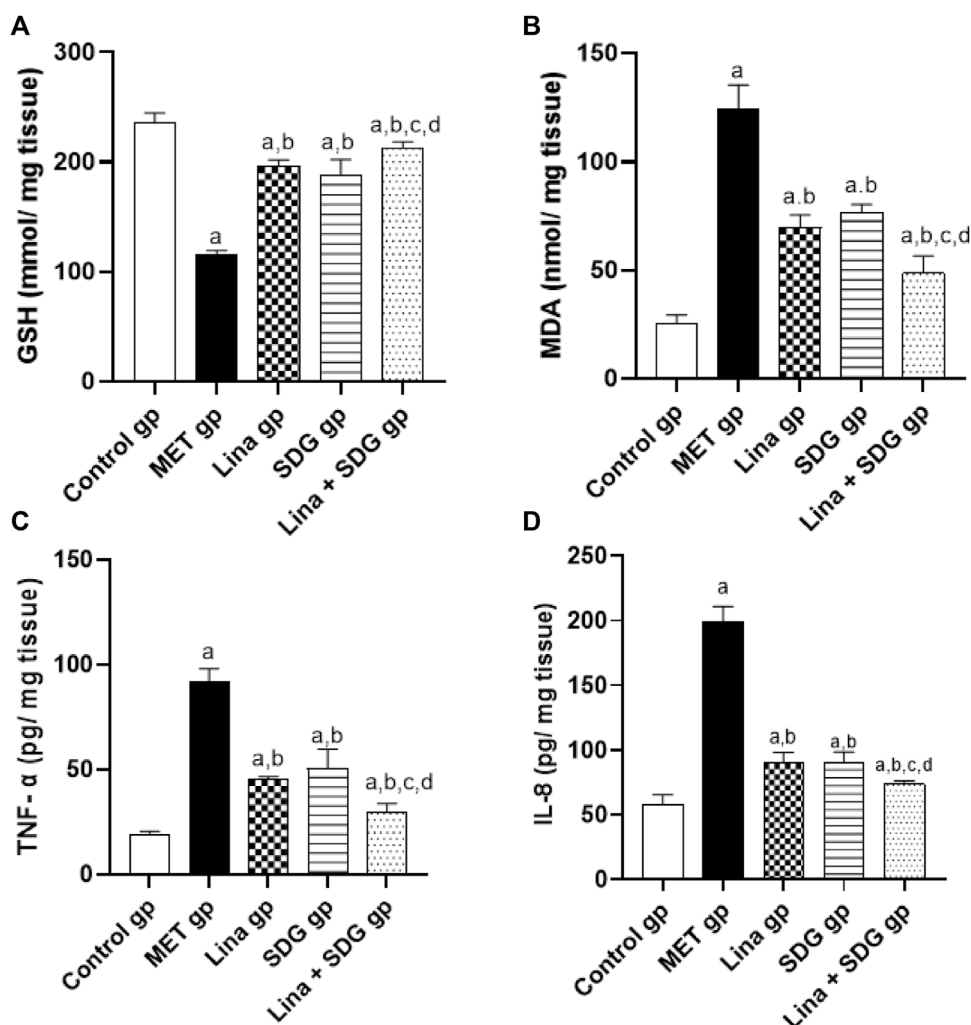 A
GSH (mmol/ mg tissue)
300
200
100
0
a
a,b
a,b
a,b,c,d
Control gp
MET gp
Lina gp
SDG gp
Lina + SDG gp
B
MDA (nmol/ mg tissue)
150
100
50
0
a
a.b
a.b
a,b,c,d
Control gp
MET gp
Lina gp
SDG gp
Lina + SDG gp
C
TNF- α (pg/ mg tissue)
150
100
50
0
a
a,b
a,b
a,b,c,d
Control gp
MET gp
Lina gp
SDG gp
Lina + SDG gp
D
IL-8 (pg/ mg tissue)
250
200
150
100
50
0
a
a,b
a,b
a,b,c,d
Control gp
MET gp
Lina gp
SDG gp
Lina + SDG gp